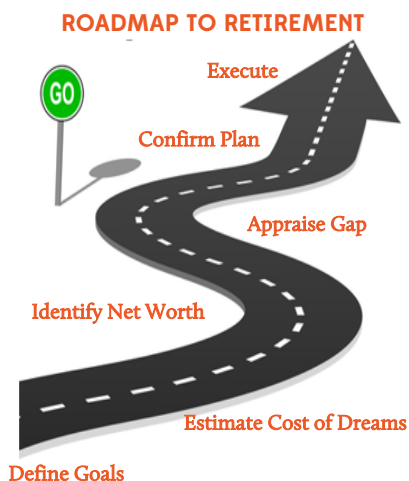 ROADMAP TO RETIREMENT
GO
Execute
Confirm Plan
Appraise Gap
Identify Net Worth
Estimate Cost of Dreams
Define Goals